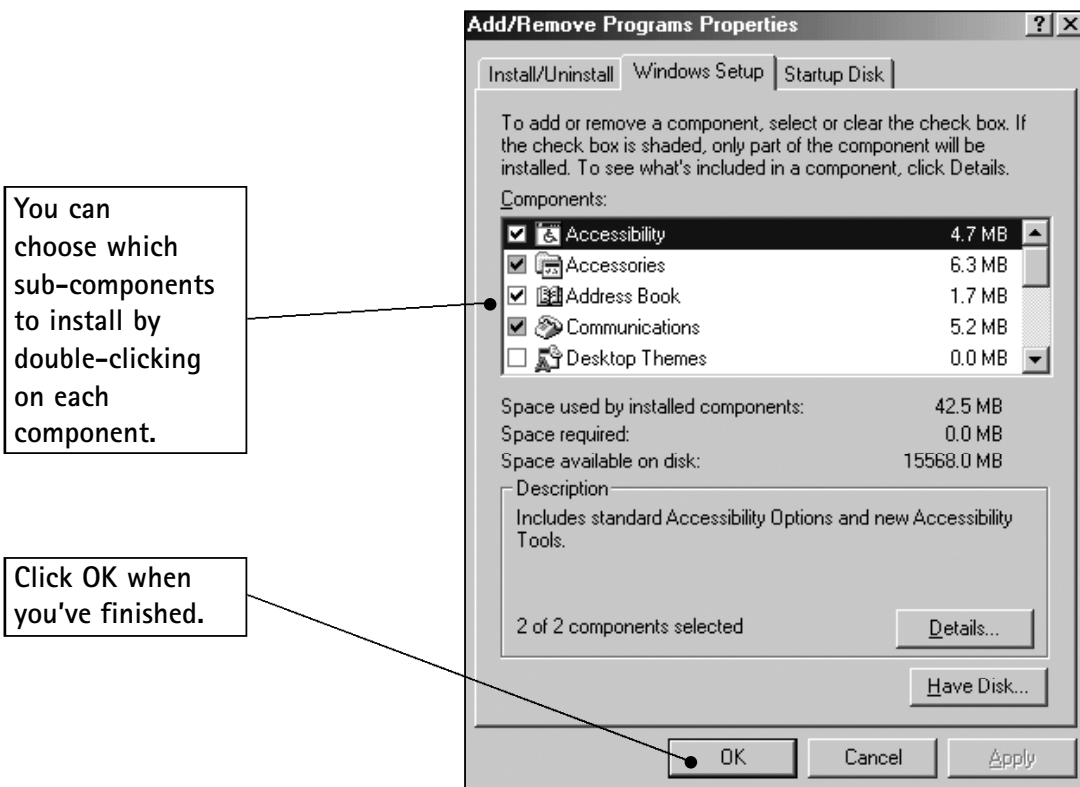 Add/Remove Programs Properties
Install/Uninstall Windows Setup Startup Disk
To add or remove a component, select or clear the check box. If
the check box is shaded, only part of the component will be
installed. To see what's included in a component, click Details.
Components:
Accessibility 4.7 MB
Accessories 6.3 MB
Address Book 1.7 MB
Communications 5.2 MB
Desktop Themes 0.0 MB
Space used by installed components: 42.5 MB
Space required: 0.0 MB
Space available on disk: 15568.0 MB
Description
Includes standard Accessibility Options and new Accessibility
Tools.
2 of 2 components selected
Details...
Have Disk...
OK Cancel Apply
You can
choose which
sub-components
to install by
double-clicking
on each
component.
Click OK when
you've finished.